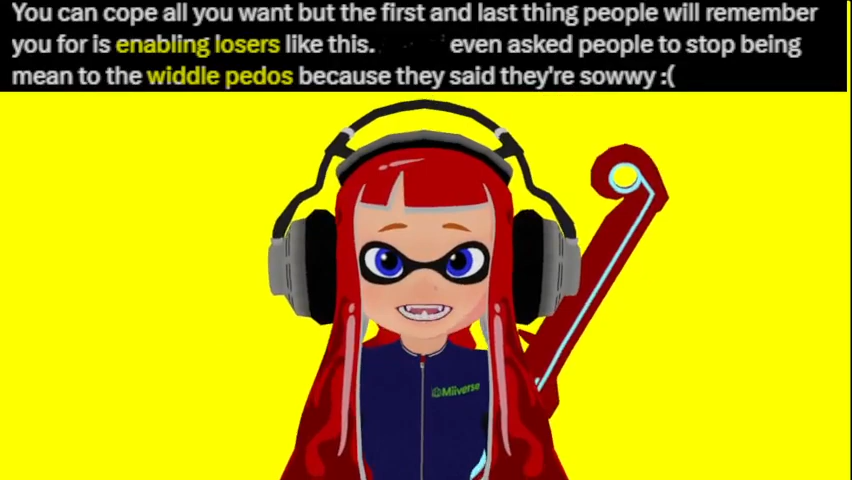 You can cope all you want but the first and last thing people will remember
you for is enabling losers like this. even asked people to stop being
mean to the widdle pedos because they said they're sowwy :(
Miiverse